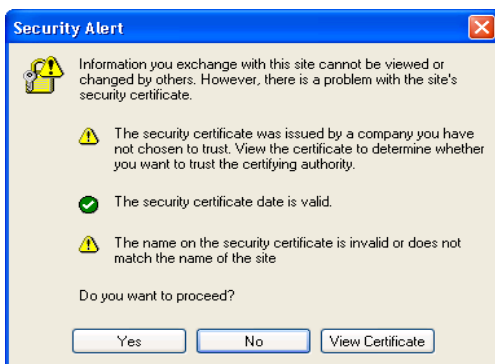 Security Alert
Information you exchange with this site cannot be viewed or
changed by others. However, there is a problem with the site's
security certificate.
The security certificate was issued by a company you have
not chosen to trust. View the certificate to determine whether
you want to trust the certifying authority.
The security certificate date is valid.
The name on the security certificate is invalid or does not
match the name of the site
Do you want to proceed?
Yes No View Certificate